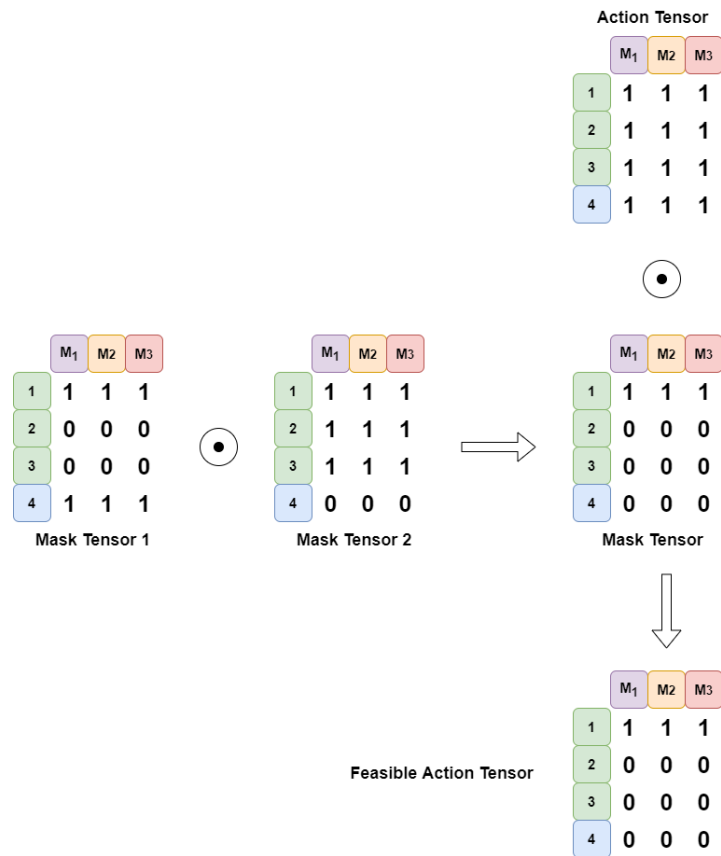 Action Tensor
M1 M2 M3
1 1 1 1
2 1 1 1
3 1 1 1
4 1 1 1
M1 M2 M3
1 1 1 1
2 0 0 0
3 0 0 0
4 1 1 1
Mask Tensor 1
M1 M2 M3
1 1 1 1
2 1 1 1
3 1 1 1
4 0 0 0
Mask Tensor 2
M1 M2 M3
1 1 1 1
2 0 0 0
3 0 0 0
4 0 0 0
Mask Tensor
Feasible Action Tensor
M1 M2 M3
1 1 1 1
2 0 0 0
3 0 0 0
4 0 0 0